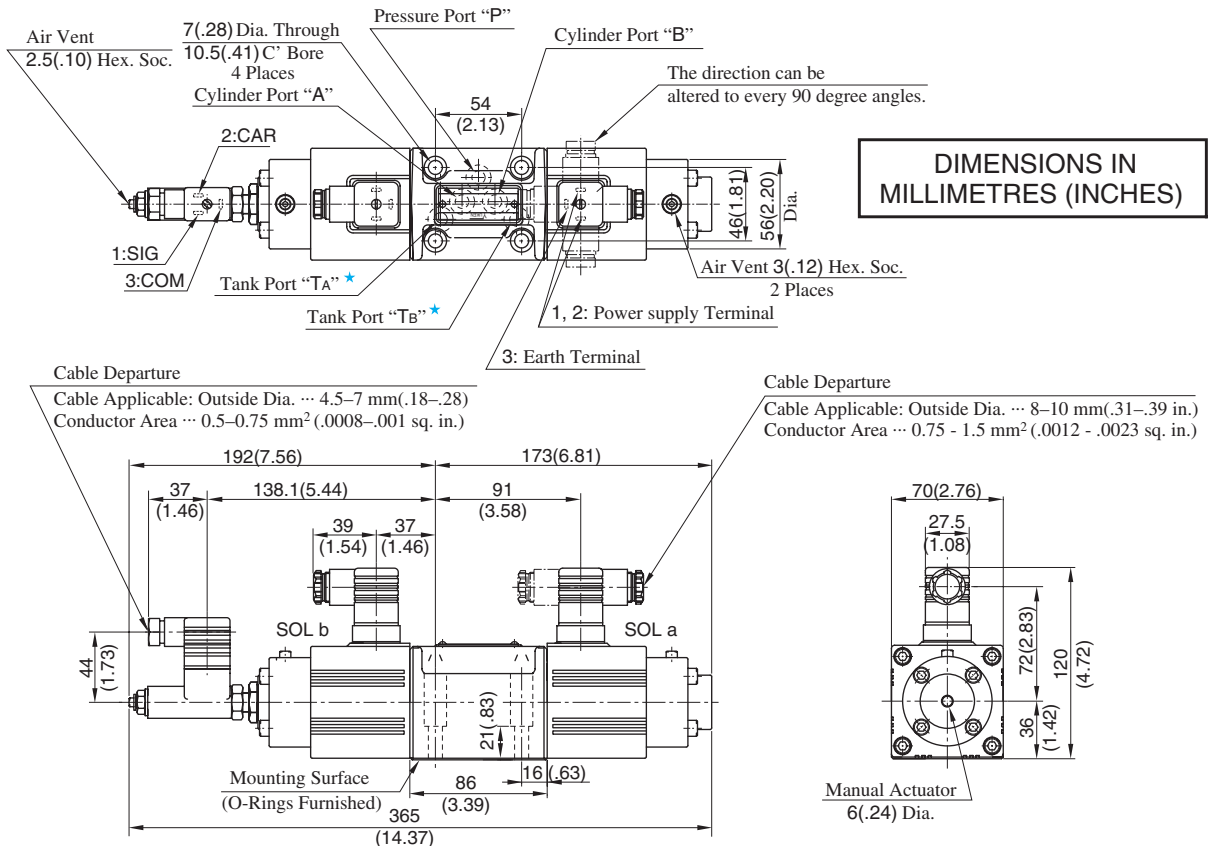 Pressure Port “P”
Air Vent
2.5(.10) Hex. Soc.
7(.28) Dia. Through
10.5(.41) C’ Bore
4 Places
Cylinder Port “B”
Cylinder Port “A”
The direction can be
altered to every 90 degree angles.
54
(2.13)
2:CAR
DIMENSIONS IN
MILLIMETRES (INCHES)
46(1.81)
56(2.20)
Dia.
1:SIG
3:COM
Tank Port “TA” ★
Tank Port “TB” ★
Air Vent 3(.12) Hex. Soc.
2 Places
1, 2: Power supply Terminal
3: Earth Terminal
Cable Departure
Cable Applicable: Outside Dia. ··· 4.5–7 mm(.18–.28)
Conductor Area ··· 0.5–0.75 mm² (.0008–.001 sq. in.)
Cable Departure
Cable Applicable: Outside Dia. ··· 8–10 mm(.31–.39 in.)
Conductor Area ··· 0.75 - 1.5 mm² (.0012 - .0023 sq. in.)
192(7.56)
173(6.81)
37
(1.46)
138.1(5.44)
91
(3.58)
39
(1.54)
37
(1.46)
70(2.76)
27.5
(1.08)
SOL b
SOL a
44
(1.73)
72(2.83)
120
(4.72)
36
(1.42)
21(.83)
16 (.63)
Mounting Surface
(O-Rings Furnished)
86
(3.39)
365
(14.37)
Manual Actuator
6(.24) Dia.